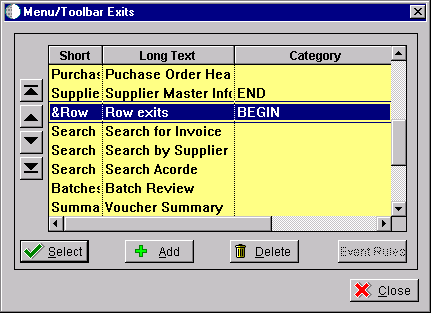 Menu/Toolbar Exits
Short Long Text Category
Purchas Puchase Order Hea
Supplie Supplier Master Info END
&Row Row exits BEGIN
Search Search for Invoice
Search Search by Supplier
Search Search Acorde
Batches Batch Review
Summa Voucher Summary
Select Add Delete Event Rules
Close